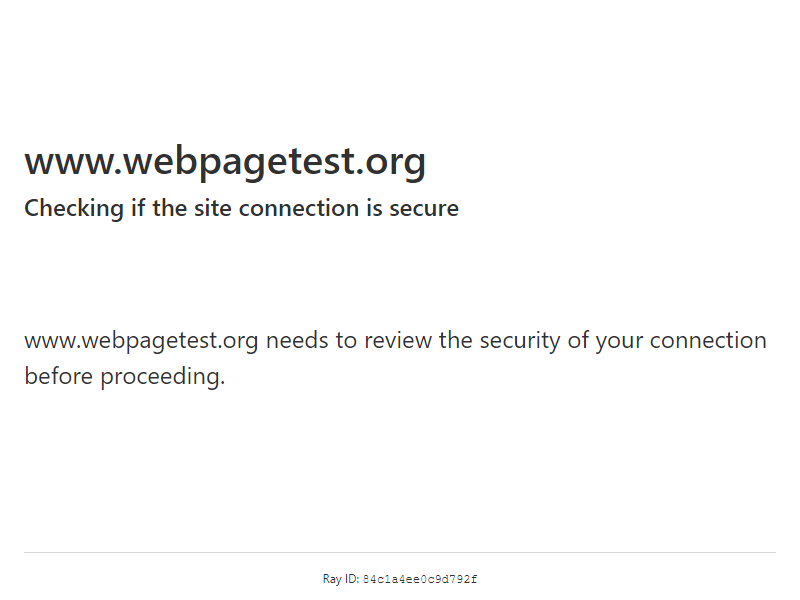 www.webpagetest.org
Checking if the site connection is secure
www.webpagetest.org needs to review the security of your connection
before proceeding.
Ray ID: 84c1a4ee0c9d792f